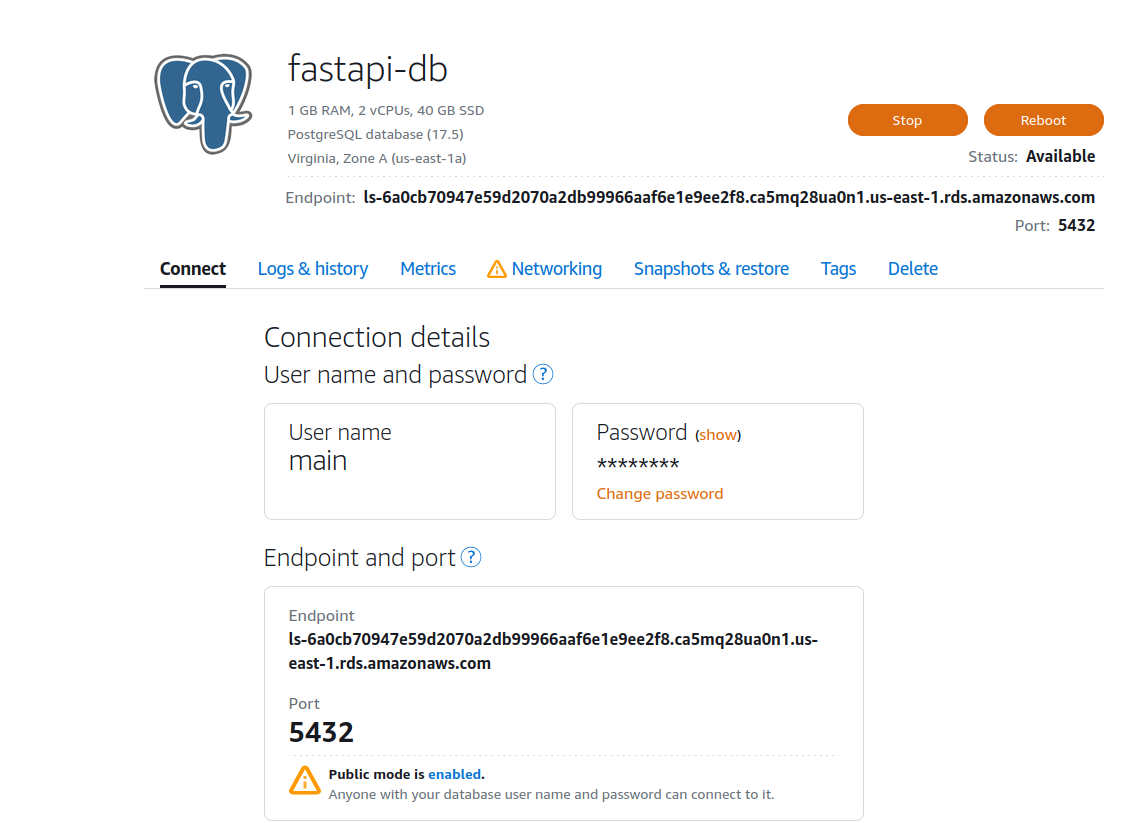 fastapi-db
1 GB RAM, 2 vCPUs, 40 GB SSD
PostgreSQL database (17.5)
Virginia, Zone A (us-east-1a)
Stop
Reboot
Status: Available
Endpoint: ls-6a0cb70947e59d2070a2db99966aaf6e1e9ee2f8.ca5mq28ua0n1.us-east-1.rds.amazonaws.com
Port: 5432
Connect
Logs & history
Metrics
Networking
Snapshots & restore
Tags
Delete
Connection details
User name and password ?
User name
main
Password (show)
********
Change password
Endpoint and port ?
Endpoint
ls-6a0cb70947e59d2070a2db99966aaf6e1e9ee2f8.ca5mq28ua0n1.us-
east-1.rds.amazonaws.com
Port
5432
Public mode is enabled.
Anyone with your database user name and password can connect to it.